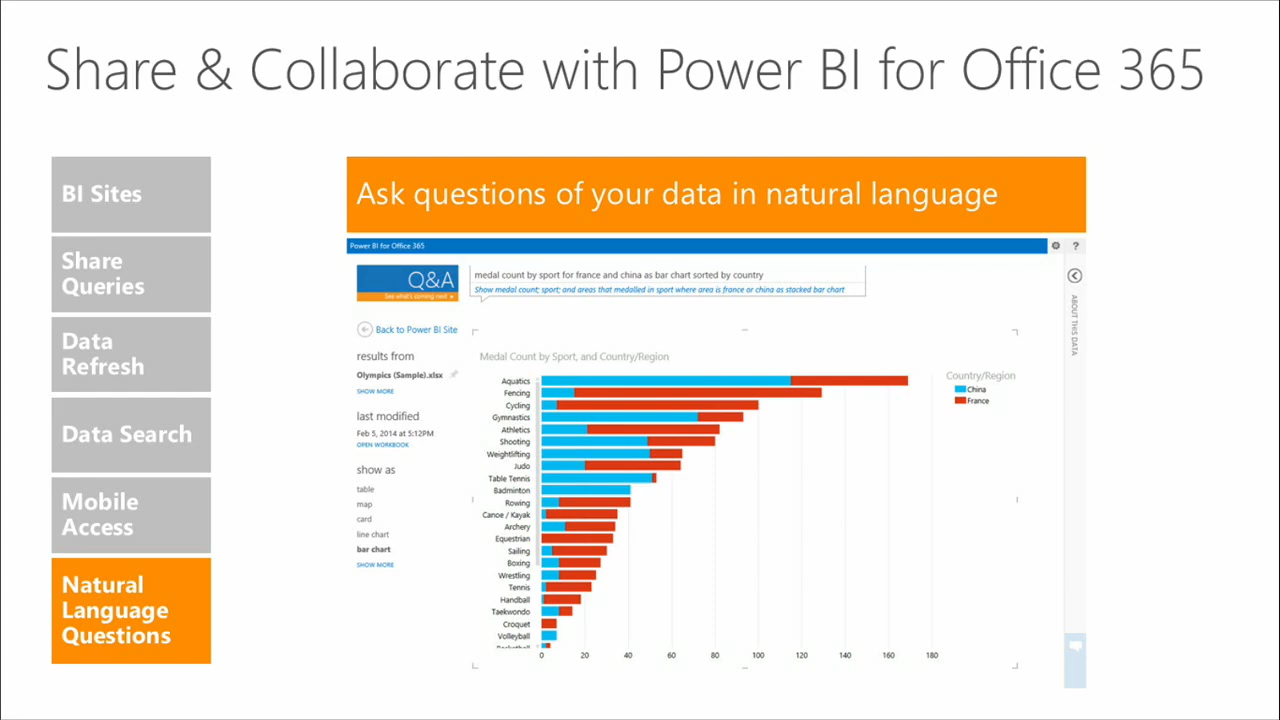 Share & Collaborate with Power BI for Office 365
BI Sites
Share
Queries
Data
Refresh
Data Search
Mobile
Access
Natural
Language
Questions
Ask questions of your data in natural language
Power BI for Office 365
?
Q&A
See what's coming next
medal count by sport for france and china as bar chart sorted by country
Show medal count; sport; and areas that medalled in sport where area is france or china as stacked bar chart
Back to Power BI Site
results from
Olympics (Sample).xlsx
SHOW MORE
last modified
Feb 5, 2014 at 5:12PM
OPEN WORKBOOK
show as
table
map
card
line chart
bar chart
SHOW MORE
Medal Count by Sport, and Country/Region
Aquatics
Fencing
Cycling
Gymnastics
Athletics
Shooting
Weightlifting
Judo
Table Tennis
Badminton
Rowing
Canoe / Kayak
Archery
Equestrian
Sailing
Boxing
Wrestling
Tennis
Handball
Taekwondo
Croquet
Volleyball
Basketball
0 20 40 60 80 100 120 140 160 180
Country/Region
China
France
ABOUT THIS DATA